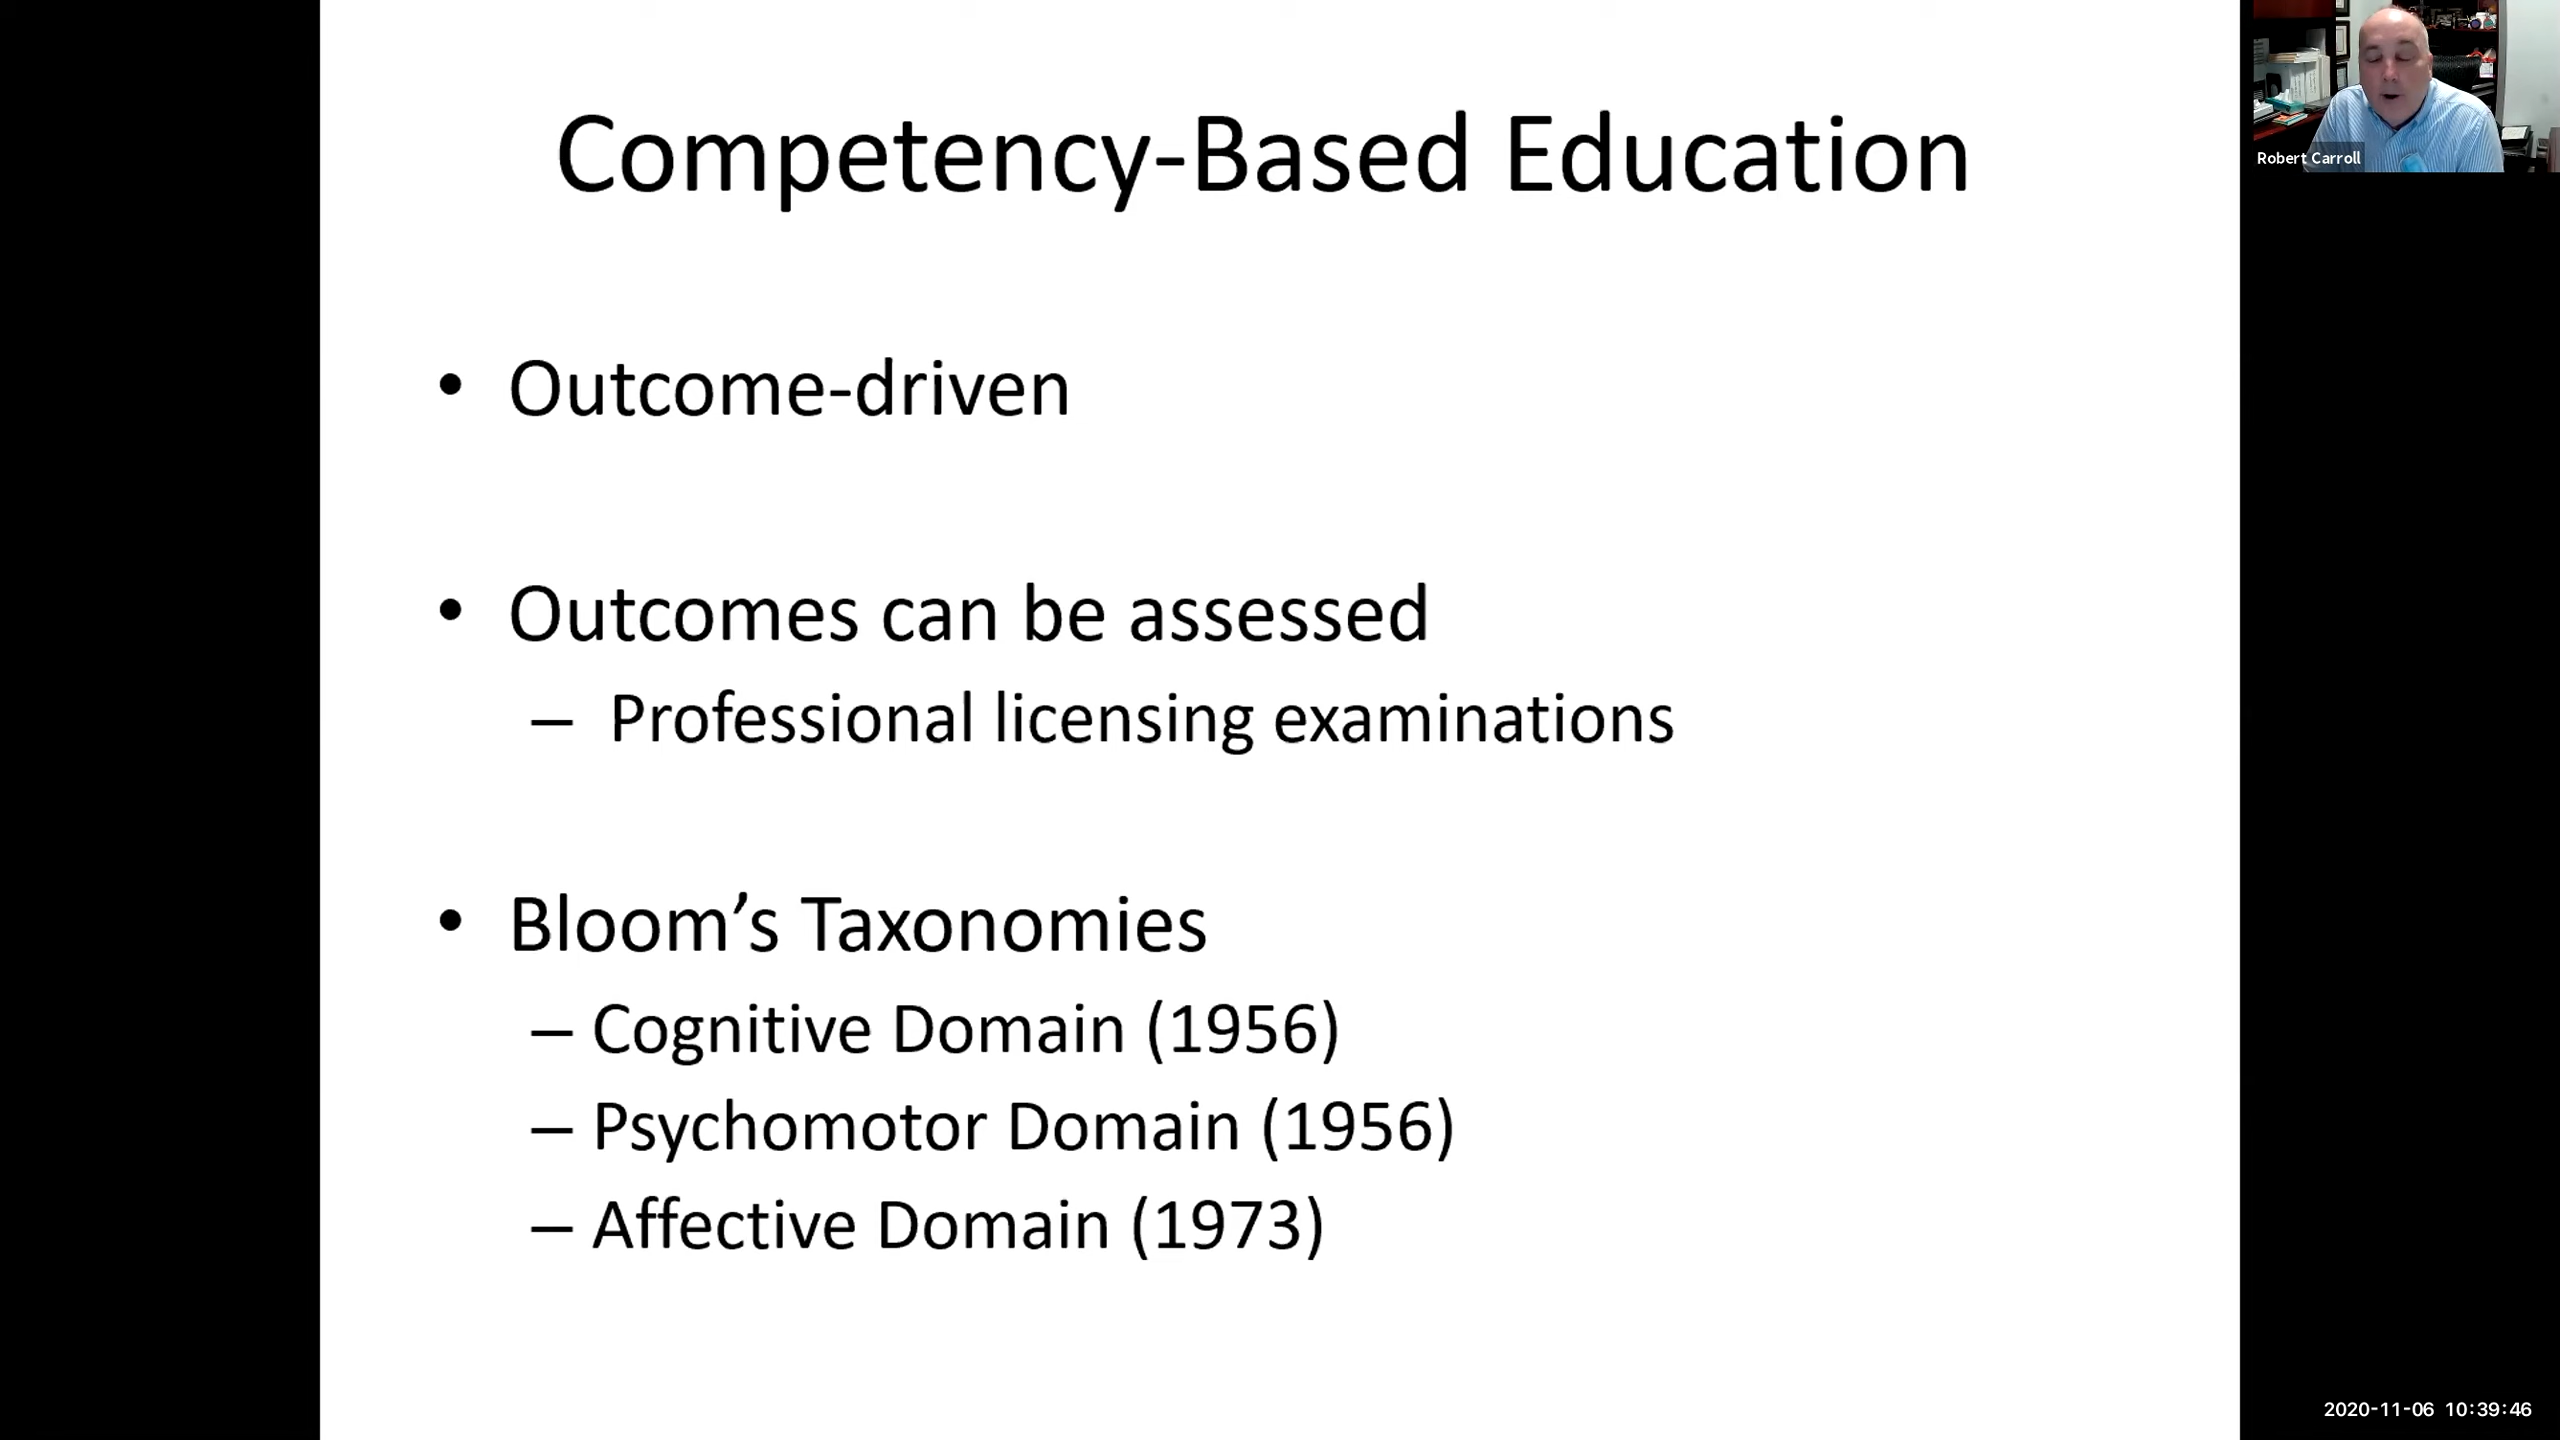 Competency-Based Education
Robert Carroll
• Outcome-driven
• Outcomes can be assessed
– Professional licensing examinations
• Bloom’s Taxonomies
– Cognitive Domain (1956)
– Psychomotor Domain (1956)
– Affective Domain (1973)
2020-11-06 10:39:46